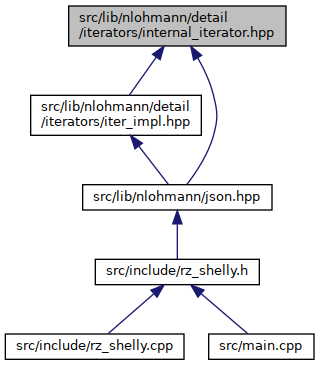 src/lib/nlohmann/detail
/iterators/internal_iterator.hpp
src/lib/nlohmann/detail
/iterators/iter_impl.hpp
src/lib/nlohmann/json.hpp
src/include/rz_shelly.h
src/include/rz_shelly.cpp
src/main.cpp